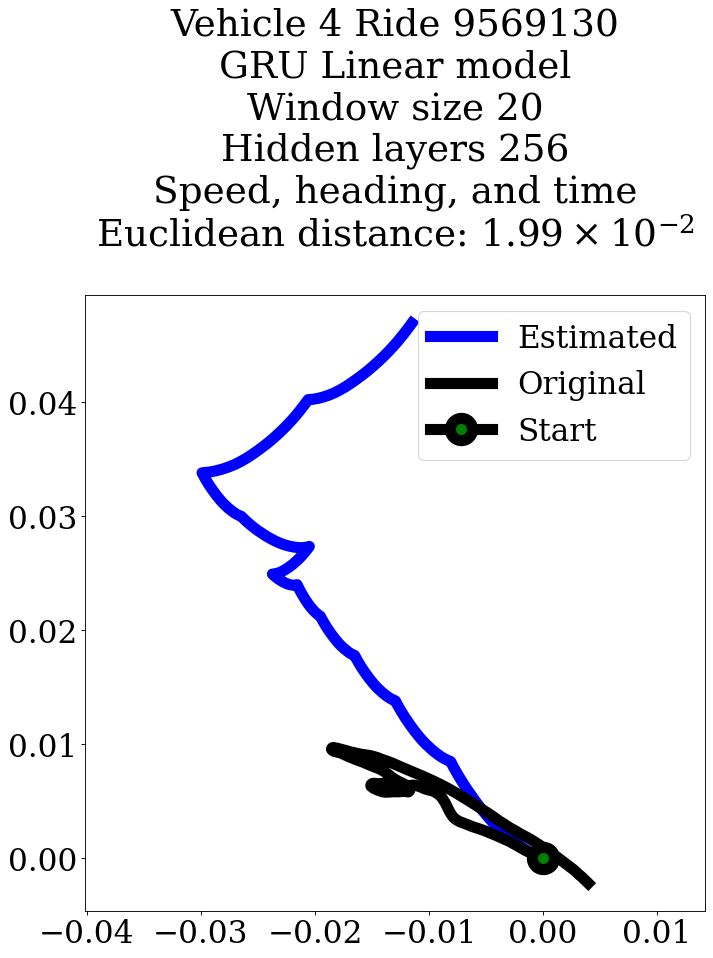 Vehicle 4 Ride 9569130
GRU Linear model
Window size 20
Hidden layers 256
Speed, heading, and time
Euclidean distance: 1.99 × 10⁻²
Estimated
Original
Start
0.04
0.03
0.02
0.01
0.00
−0.04 −0.03 −0.02 −0.01 0.00 0.01